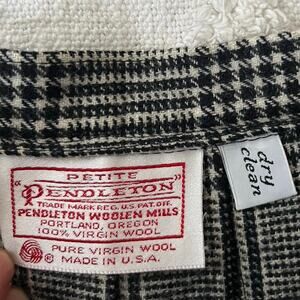 PETITE
"PENDLETON"
TRADE MARK REG. U.S. PAT. OFF.
PENDLETON WOOLEN MILLS
PORTLAND, OREGON
100% VIRGIN WOOL
PURE VIRGIN WOOL
®
MADE IN U.S.A.
dry
clean